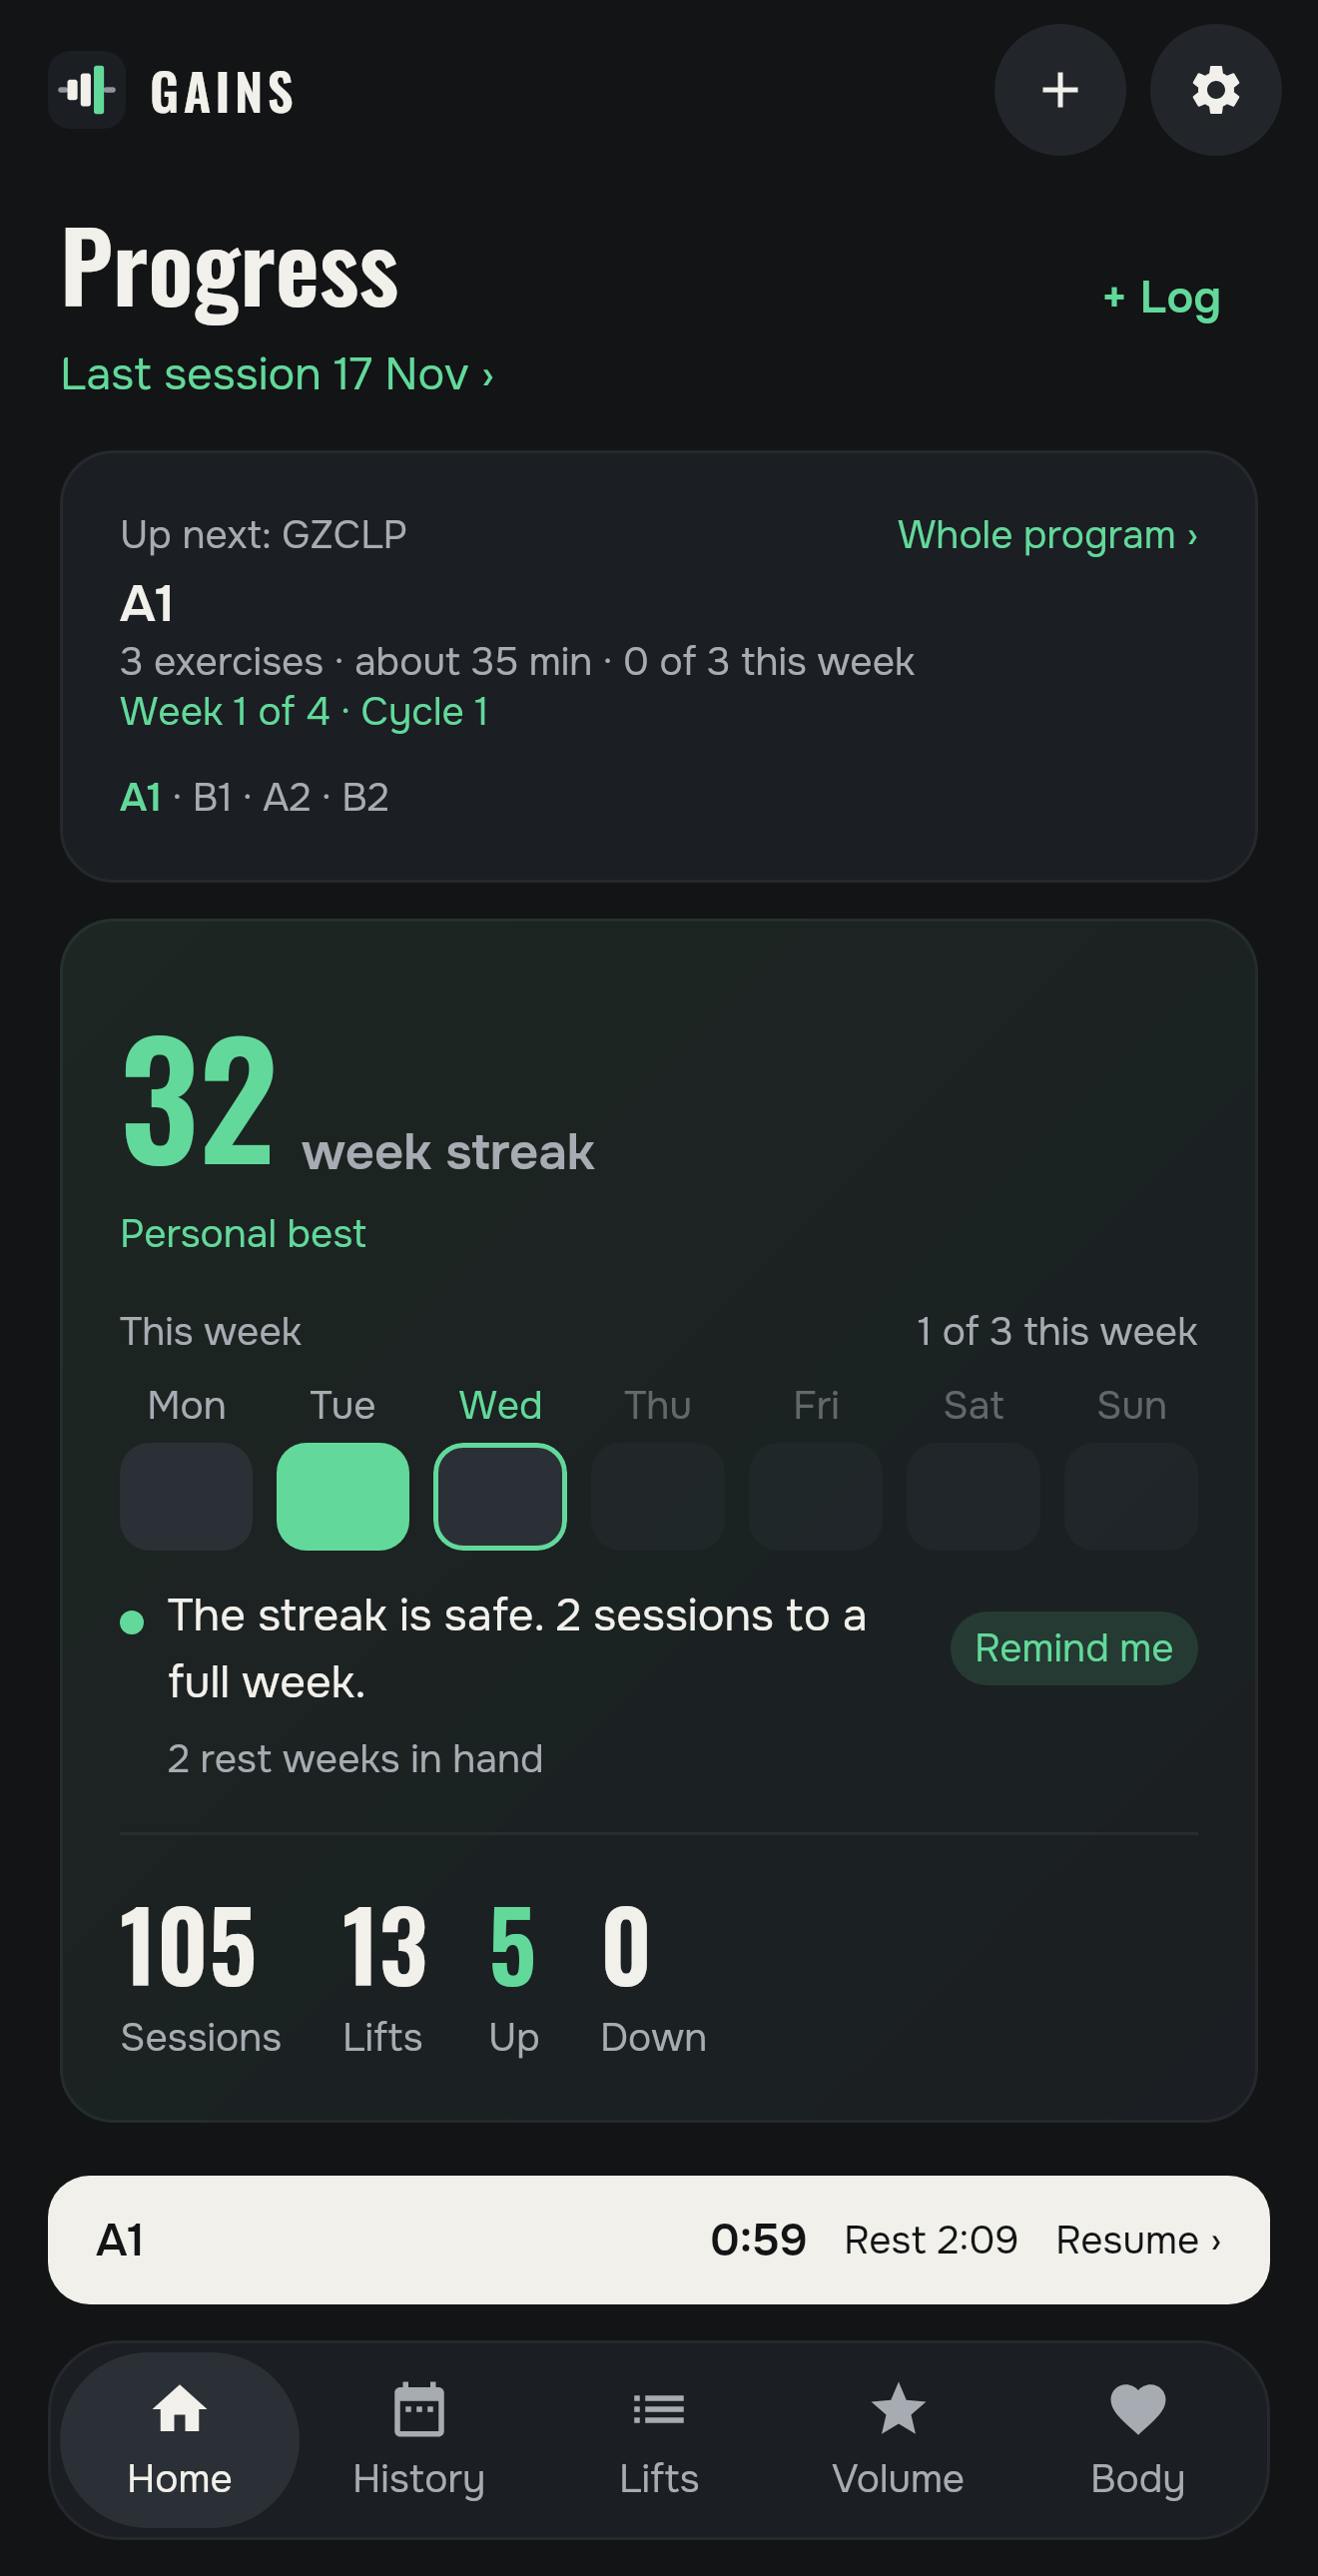 GAINS
Progress
+ Log
Last session 17 Nov ›
Up next: GZCLP
Whole program ›
A1
3 exercises · about 35 min · 0 of 3 this week
Week 1 of 4 · Cycle 1
A1 · B1 · A2 · B2
32 week streak
Personal best
This week
1 of 3 this week
Mon Tue Wed Thu Fri Sat Sun
The streak is safe. 2 sessions to a
full week.
Remind me
2 rest weeks in hand
105 13 5 0
Sessions Lifts Up Down
A1 0:59 Rest 2:09 Resume ›
Home History Lifts Volume Body